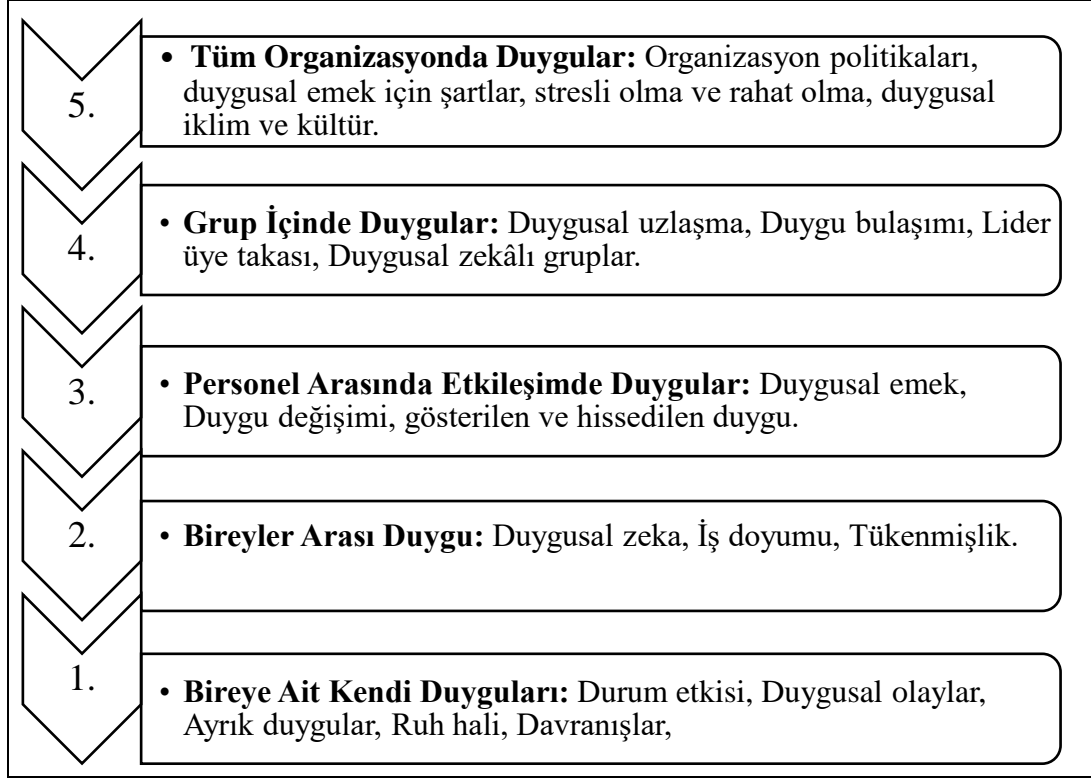 5.
• Tüm Organizasyonda Duygular: Organizasyon politikaları,
duygusal emek için şartlar, stresli olma ve rahat olma, duygusal
iklim ve kültür.
4.
• Grup İçinde Duygular: Duygusal uzlaşma, Duygu bulaşımı, Lider
üye takası, Duygusal zekâlı gruplar.
3.
• Personel Arasında Etkileşimde Duygular: Duygusal emek,
Duygu değişimi, gösterilen ve hissedilen duygu.
2.
• Bireyler Arası Duygu: Duygusal zeka, İş doyumu, Tükenmişlik.
1.
• Bireye Ait Kendi Duyguları: Durum etkisi, Duygusal olaylar,
Ayrık duygular, Ruh hali, Davranışlar,